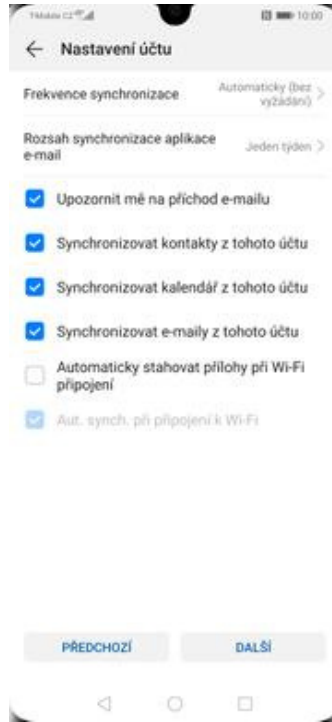 T-Mobile CZ
10:00
Nastavení účtu
Frekvence synchronizace
Automaticky (bez
vyžádání)
Rozsah synchronizace aplikace
e-mail
Jeden týden
Upozornit mě na příchod e-mailu
Synchronizovat kontakty z tohoto účtu
Synchronizovat kalendář z tohoto účtu
Synchronizovat e-maily z tohoto účtu
Automaticky stahovat přílohy při Wi-Fi
připojení
Aut. synch. při připojení k Wi-Fi
PŘEDCHOZÍ
DALŠÍ